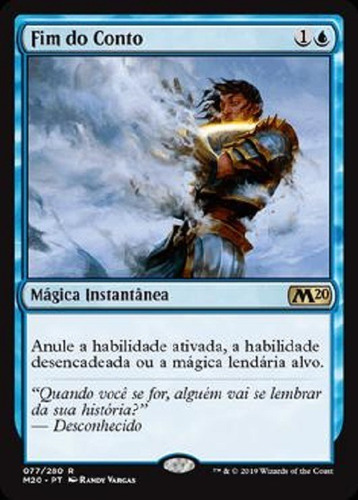 Fim do Conto 1
Mágica Instantânea M20
Anule a habilidade ativada, a habilidade
desencadeada ou a mágica lendária alvo.
“Quando você se for, alguém vai se lembrar
da sua história?”
— Desconhecido
077/280 R
M20 • PT Randy Vargas
™ & © 2019 Wizards of the Coast